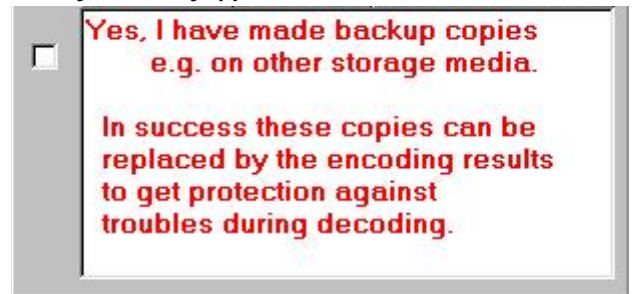 Yes, I have made backup copies
e.g. on other storage media.
In success these copies can be
replaced by the encoding results
to get protection against
troubles during decoding.